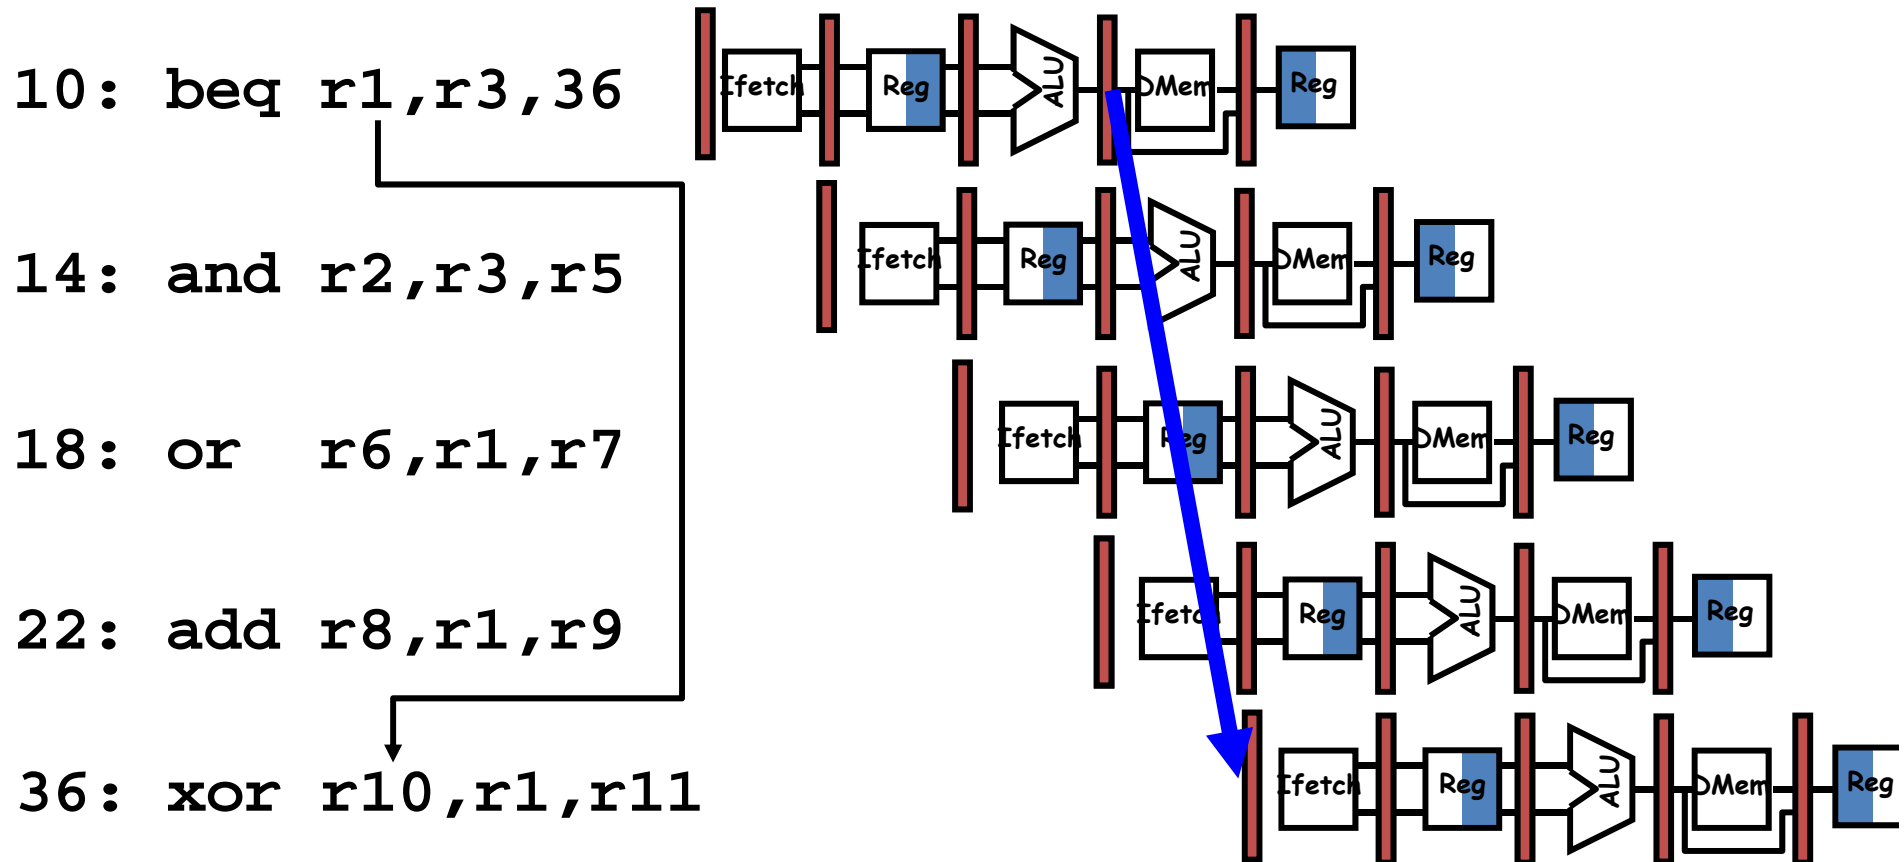 10: beq r1,r3,36
Ifetch Reg ALU DMem Reg
14: and r2,r3,r5
Ifetch Reg ALU DMem Reg
18: or r6,r1,r7
Ifetch Reg ALU DMem Reg
22: add r8,r1,r9
Ifetch Reg ALU DMem Reg
36: xor r10,r1,r11
Ifetch Reg ALU DMem Reg